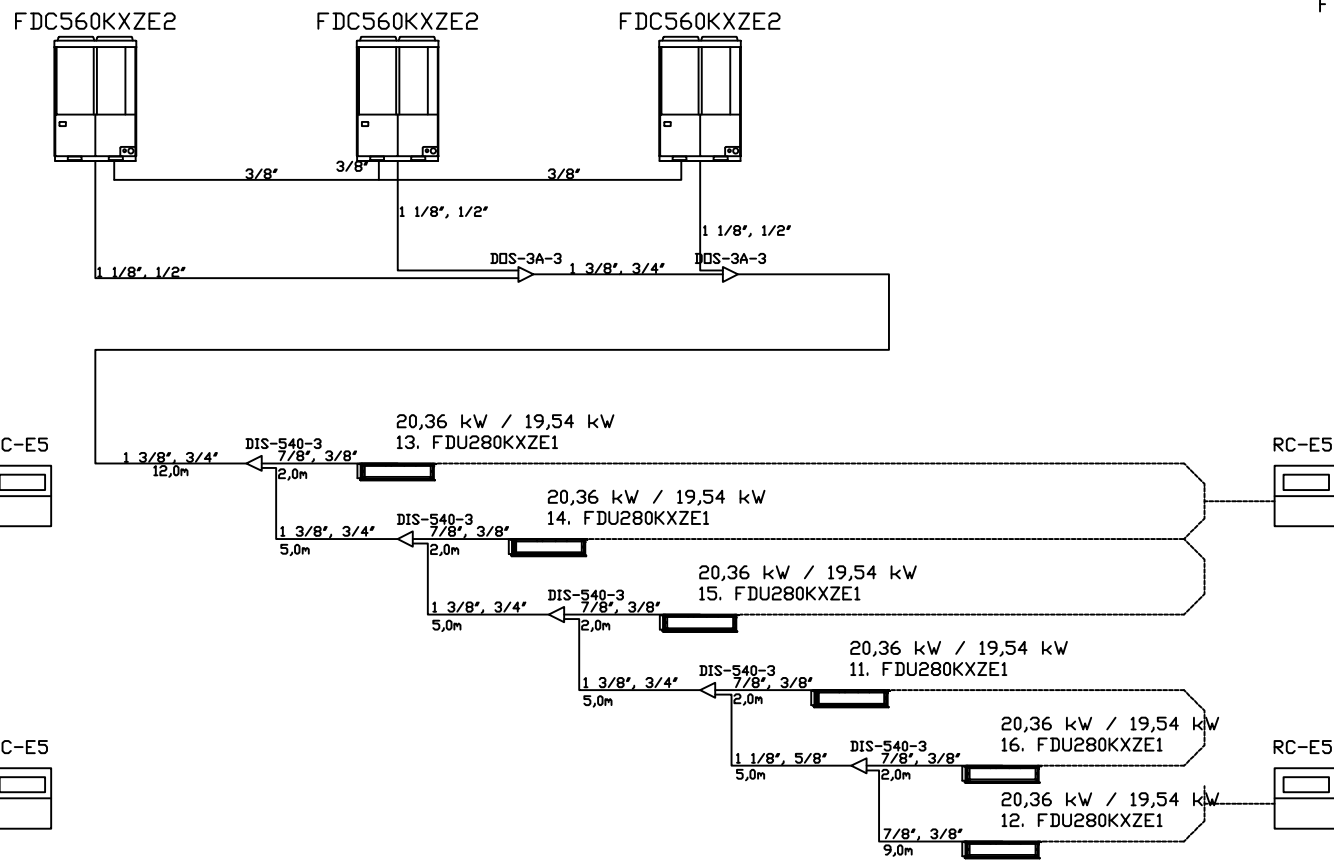 F
FDC560KXZE2
FDC560KXZE2
FDC560KXZE2
3/8"
3/8"
3/8"
1 1/8", 1/2"
1 1/8", 1/2"
DOS-3A-3
DOS-3A-3
1 1/8", 1/2"
1 3/8", 3/4"
20,36 kW / 19,54 kW
13. FDU280KXZE1
C-E5
DIS-540-3
RC-E5
1 3/8", 3/4"
7/8", 3/8"
12,0m
2,0m
20,36 kW / 19,54 kW
14. FDU280KXZE1
DIS-540-3
1 3/8", 3/4"
7/8", 3/8"
5,0m
2,0m
20,36 kW / 19,54 kW
15. FDU280KXZE1
DIS-540-3
1 3/8", 3/4"
7/8", 3/8"
5,0m
2,0m
20,36 kW / 19,54 kW
11. FDU280KXZE1
DIS-540-3
1 3/8", 3/4"
7/8", 3/8"
5,0m
2,0m
20,36 kW / 19,54 kW
16. FDU280KXZE1
C-E5
DIS-540-3
RC-E5
1 1/8", 5/8"
7/8", 3/8"
5,0m
2,0m
20,36 kW / 19,54 kW
12. FDU280KXZE1
7/8", 3/8"
9,0m